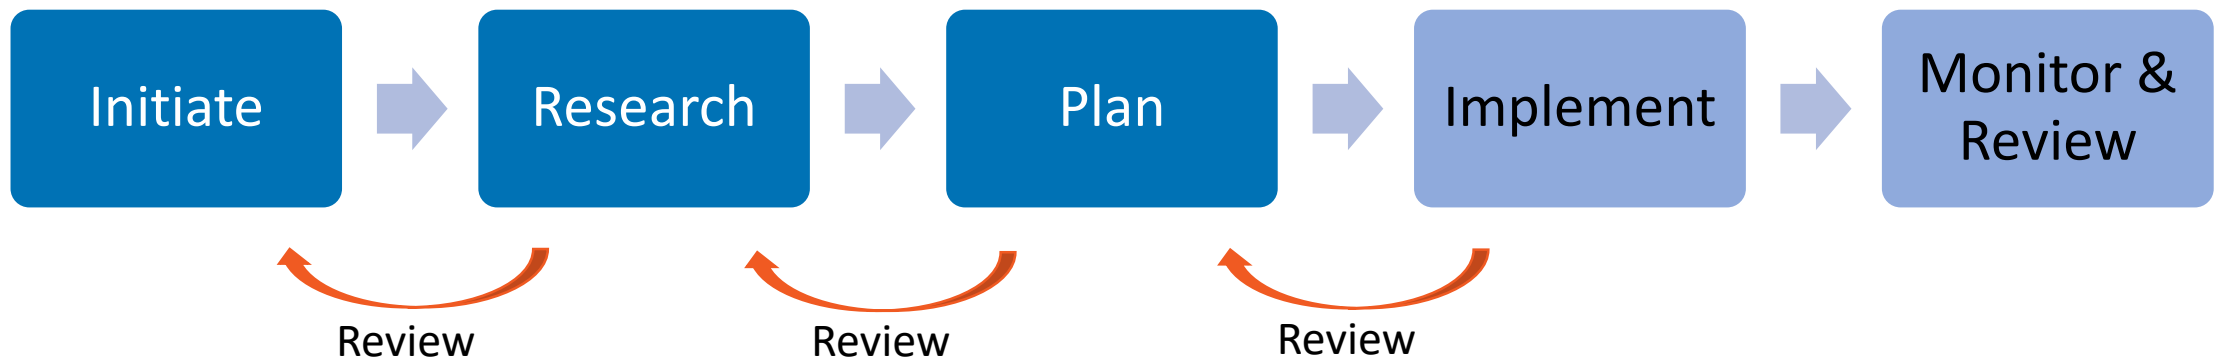 Initiate
Research
Plan
Implement
Monitor &
Review
Review
Review
Review